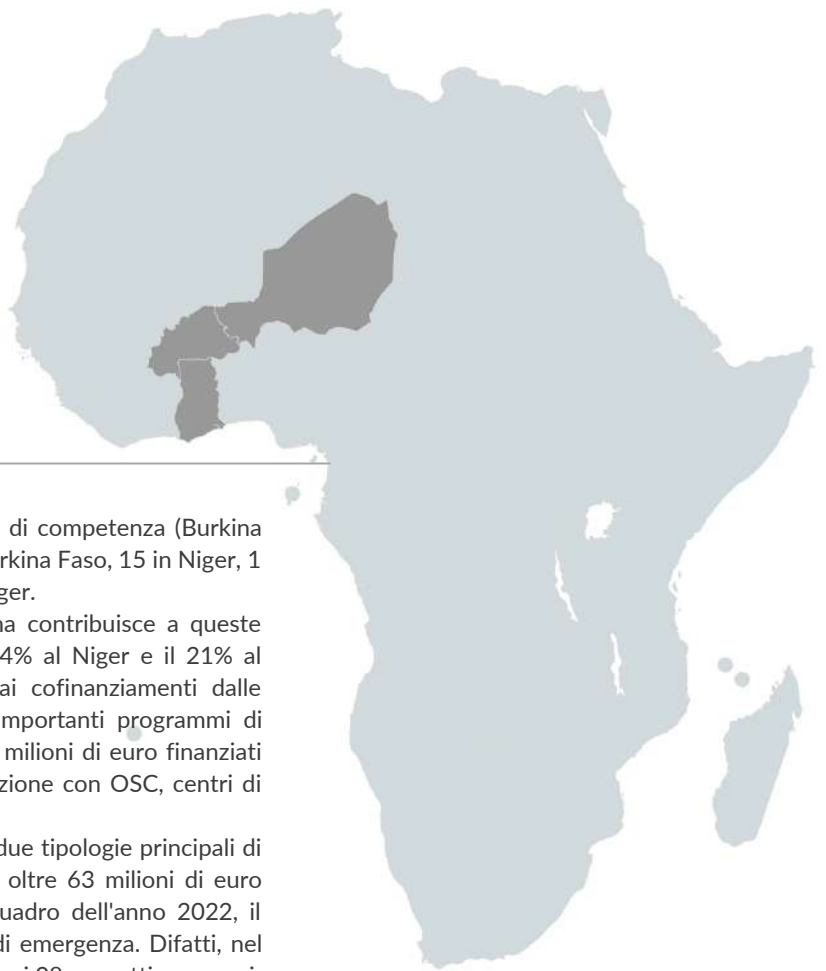 di competenza (Burkina
rkina Faso, 15 in Niger, 1
ger.
na contribuisce a queste
4% al Niger e il 21% al
ai cofinanziamenti dalle
mportanti programmi di
milioni di euro finanziati
zione con OSC, centri di
due tipologie principali di
oltre 63 milioni di euro
uadro dell'anno 2022, il
di emergenza. Difatti, nel